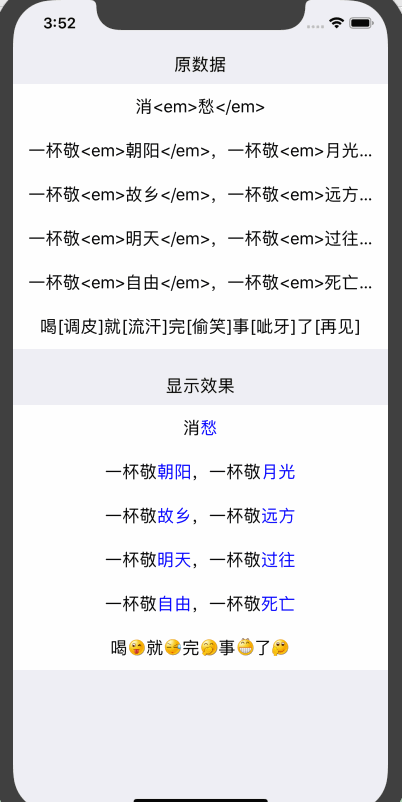 3:52
原数据
消<em>愁</em>
一杯敬<em>朝阳</em>，一杯敬<em>月光...
一杯敬<em>故乡</em>，一杯敬<em>远方...
一杯敬<em>明天</em>，一杯敬<em>过往...
一杯敬<em>自由</em>，一杯敬<em>死亡...
喝[调皮]就[流汗]完[偷笑]事[呲牙]了[再见]
显示效果
消愁
一杯敬朝阳，一杯敬月光
一杯敬故乡，一杯敬远方
一杯敬明天，一杯敬过往
一杯敬自由，一杯敬死亡
喝就完事了